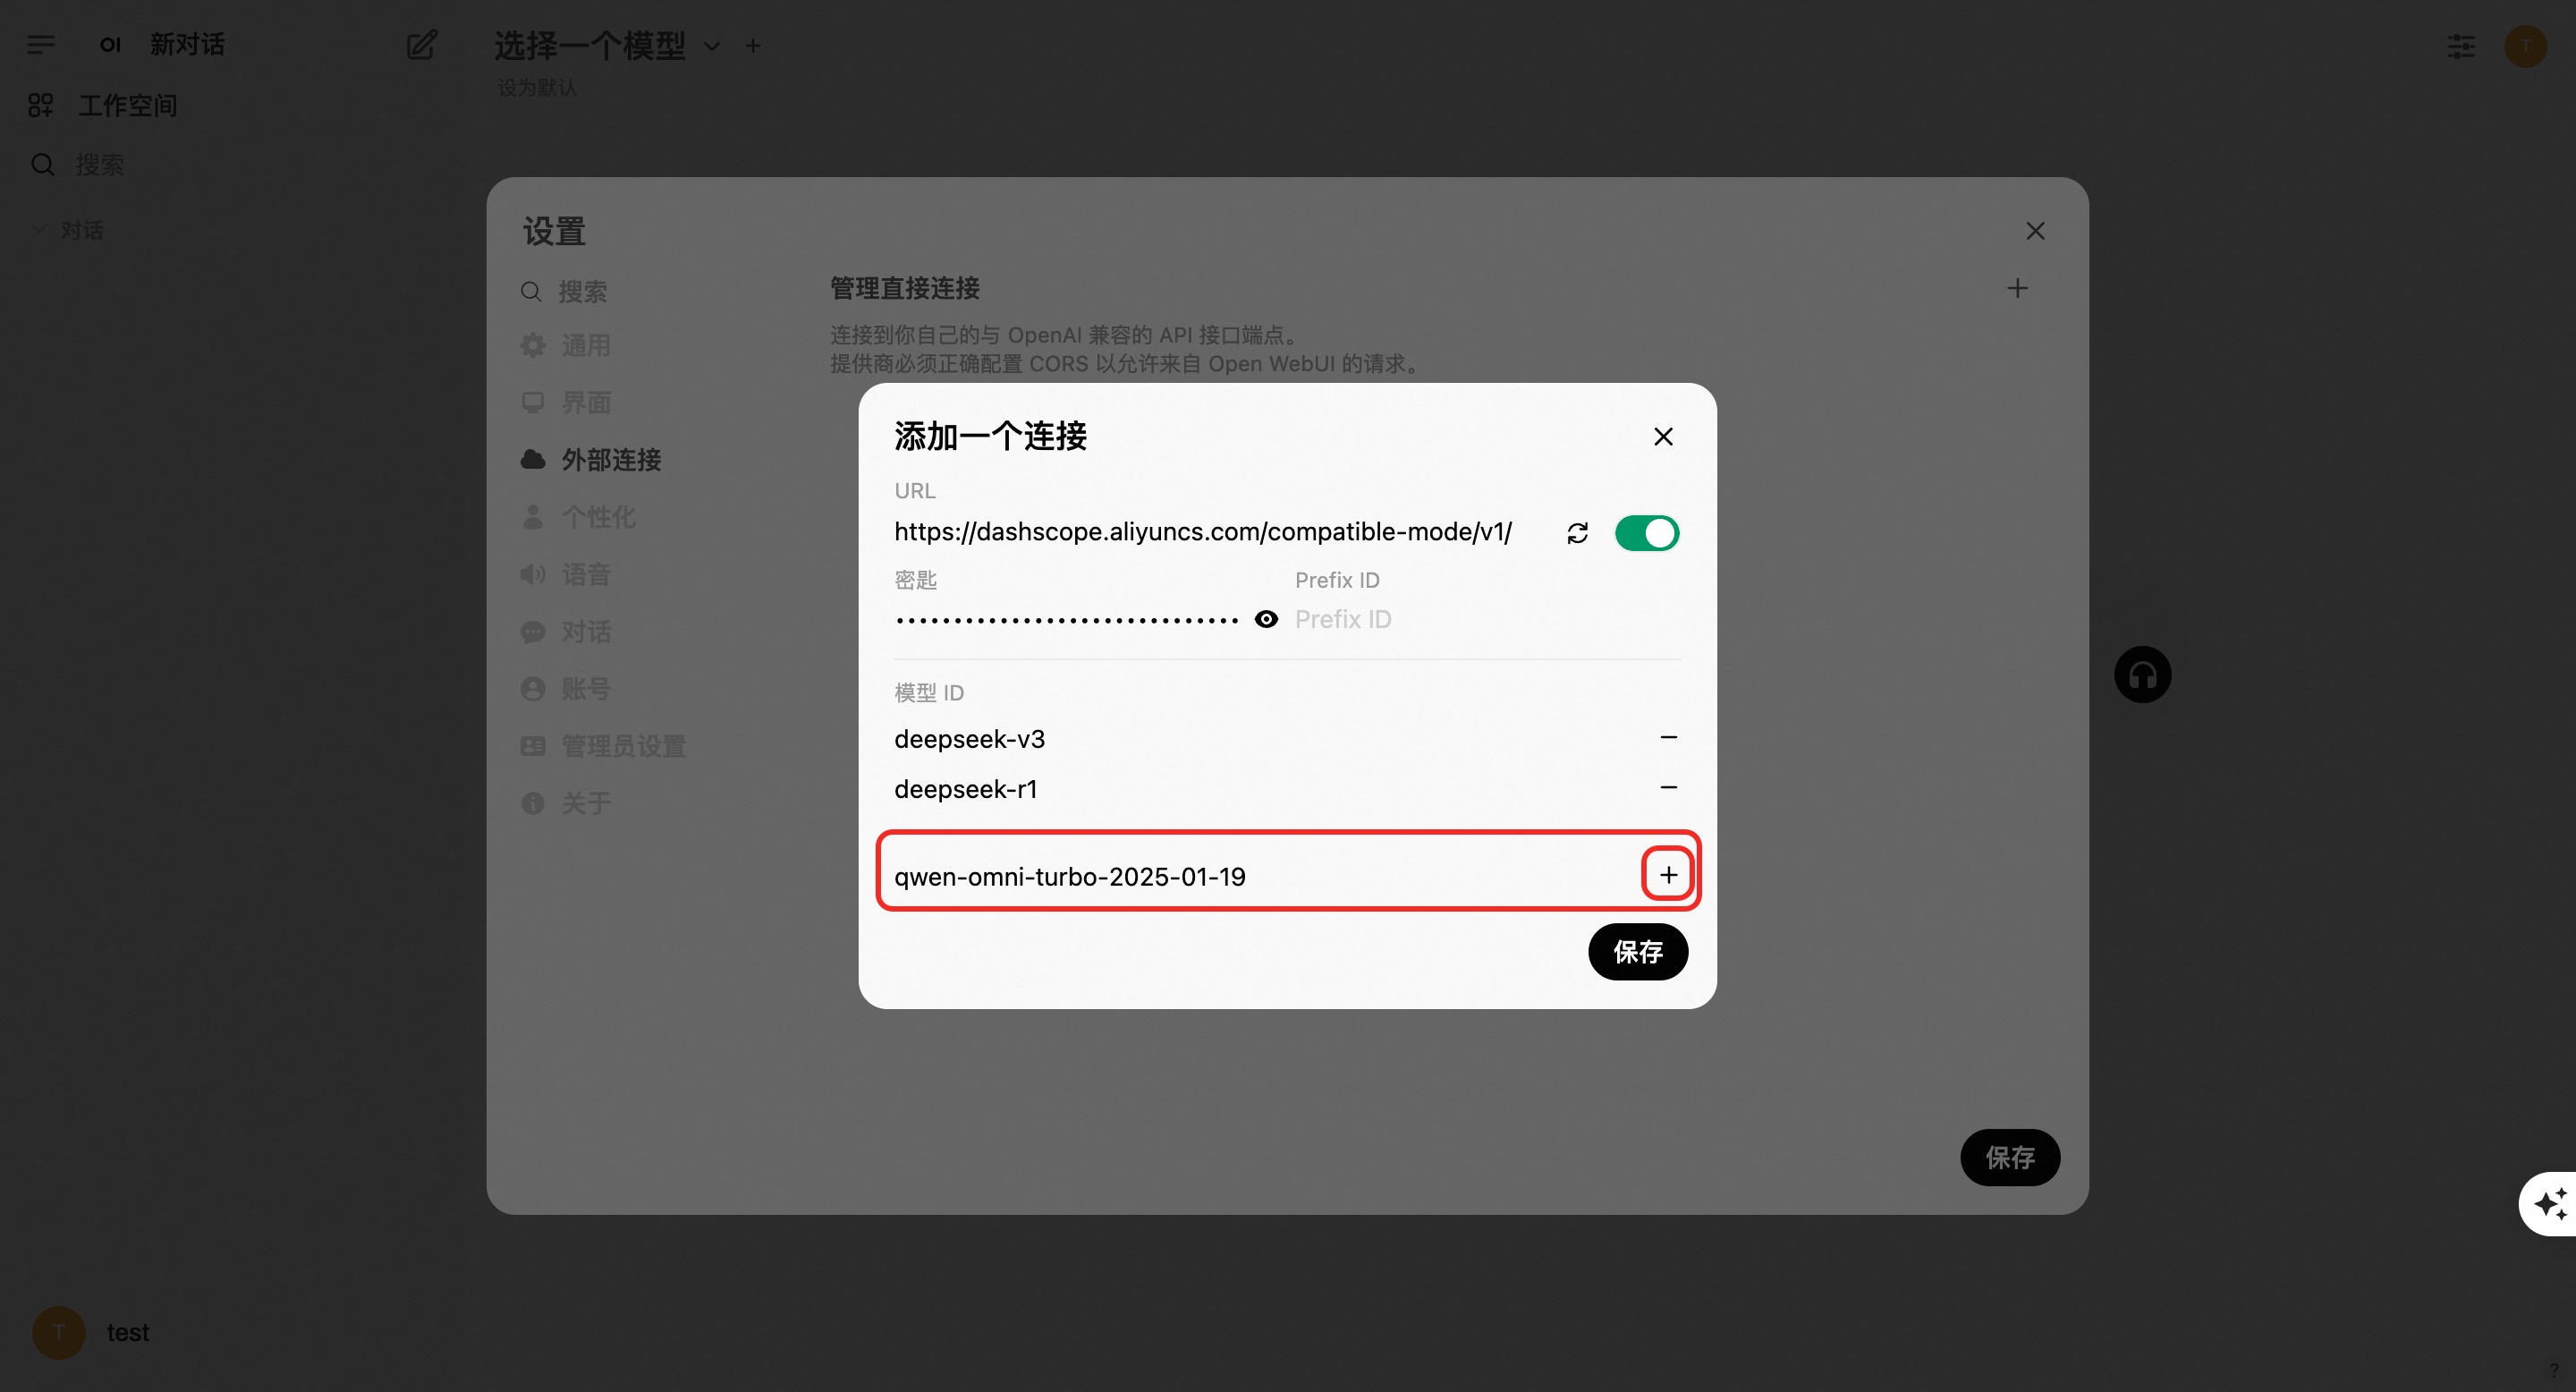 OI 新对话
工作空间
搜索
对话
选择一个模型
设为默认
T
设置
搜索
通用
界面
外部连接
个性化
语音
对话
账号
管理员设置
关于
管理直接连接
连接到你自己的与 OpenAI 兼容的 API 接口端点。
提供商必须正确配置 CORS 以允许来自 Open WebUI 的请求。
添加一个连接
URL
https://dashscope.aliyuncs.com/compatible-mode/v1/
密匙 Prefix ID
Prefix ID
模型 ID
deepseek-v3
deepseek-r1
qwen-omni-turbo-2025-01-19
保存
保存
T test
?